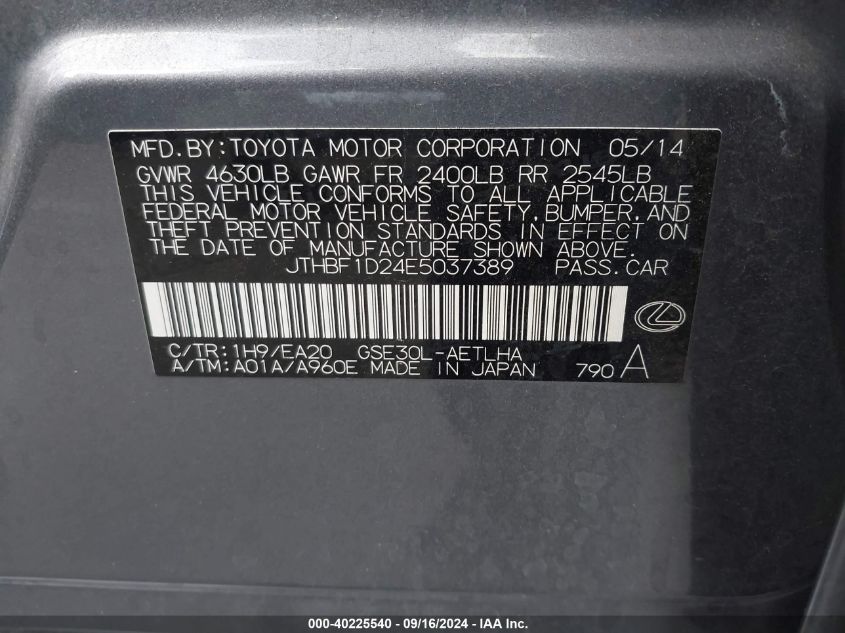 MFD.BY:TOYOTA MOTOR CORPORATION 05/14
GVWR 4630LB GAWR FR 2400LB RR 2545LB
THIS VEHICLE CONFORMS TO ALL APPLICABLE
FEDERAL MOTOR VEHICLE SAFETY,BUMPER,AND
THEFT PREVENTION STANDARDS IN EFFECT ON
THE DATE OF MANUFACTURE SHOWN ABOVE.
JTHBF1D24E5037389 PASS.CAR
C/TR:1H9/EA20 GSE30L-AETLHA
A/TM:A01A/A960E MADE IN JAPAN 790 A
000-40225540 - 09/16/2024 - IAA Inc.